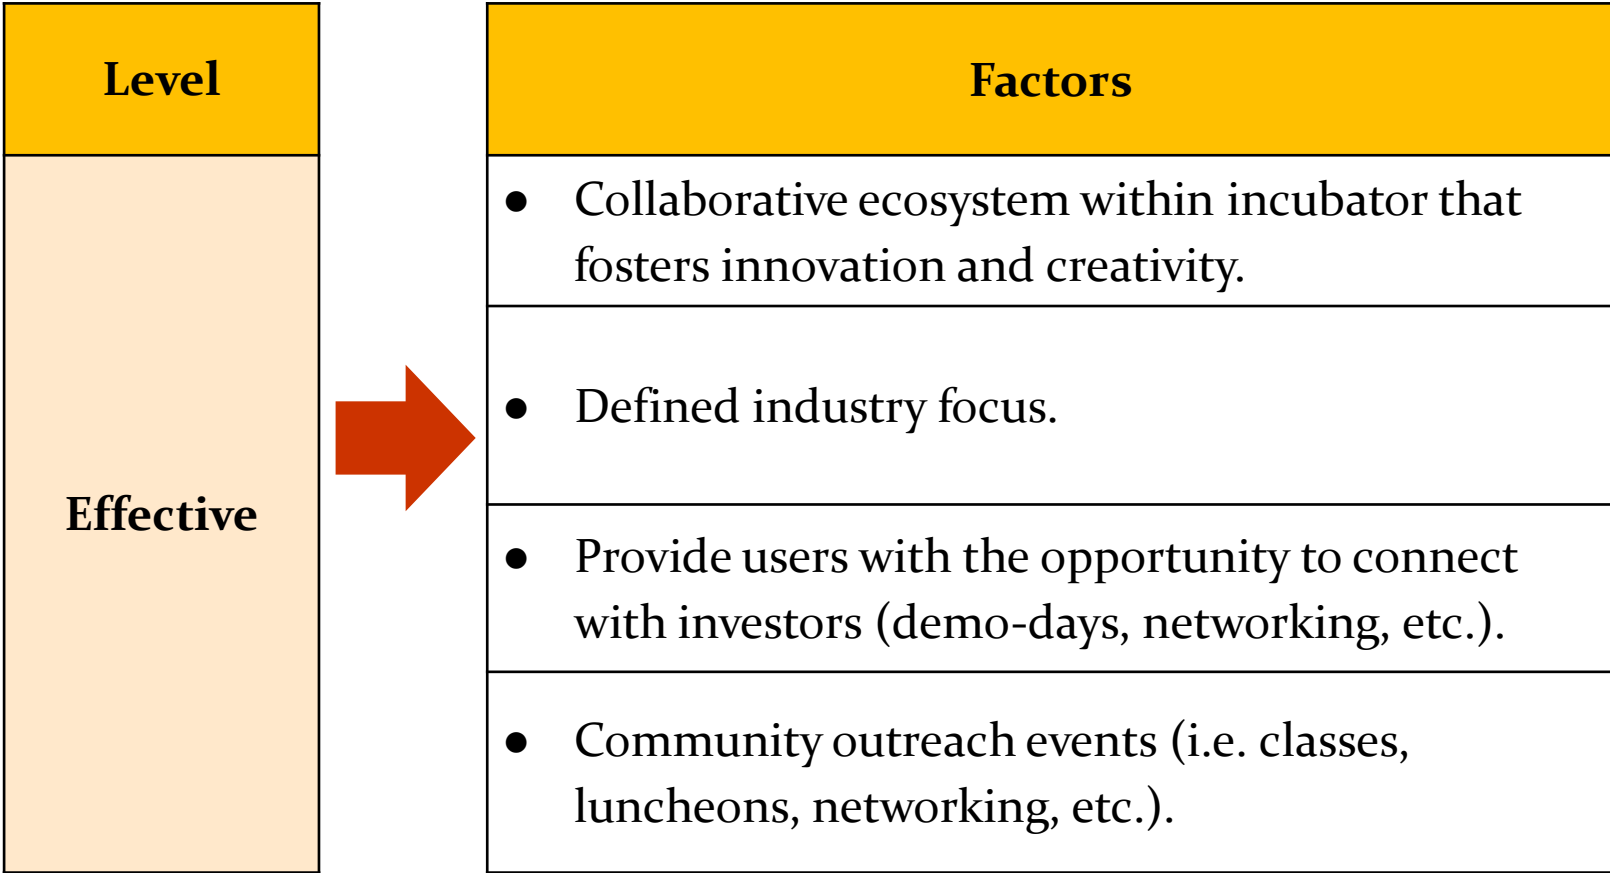 Level
Factors
Effective
● Collaborative ecosystem within incubator that
fosters innovation and creativity.
● Defined industry focus.
● Provide users with the opportunity to connect
with investors (demo-days, networking, etc.).
● Community outreach events (i.e. classes,
luncheons, networking, etc.).